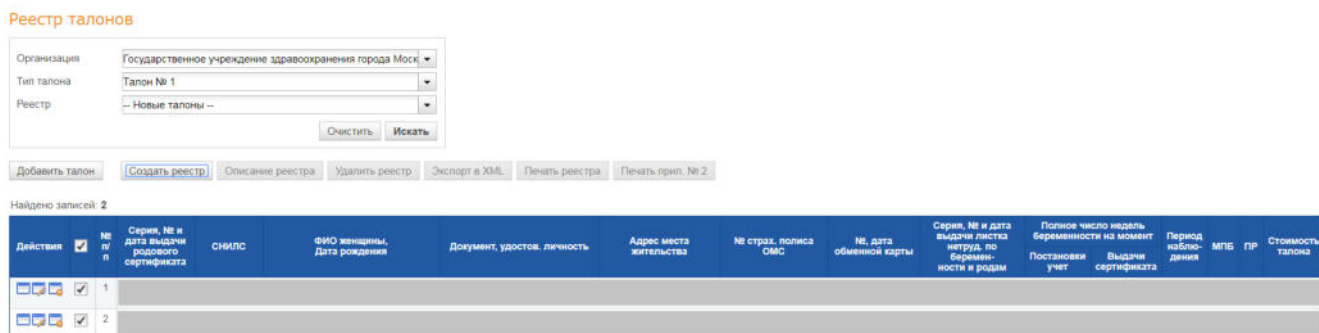 Реестр талонов
Организация Государственное учреждение здравоохранения города Моск
Тип талона Талон № 1
Реестр -- Новые талоны --
Очистить Искать
Добавить талон Создать реестр Описание реестра Удалить реестр Экспорт в XML Печать реестра Печать прил. № 2
Найдено записей: 2
Действия
№ п/п
Серия, № и дата выдачи родового сертификата
СНИЛС
ФИО женщины, Дата рождения
Документ, удостов. личность
Адрес места жительства
№ страх. полиса ОМС
№, дата обменной карты
Серия, № и дата выдачи листка нетруд. по беремен-ности и родам
Полное число недель беременности на момент
Постановки учет
Выдачи сертификата
Период наблю-дения
МПБ
ПР
Стоимость талона
1
2